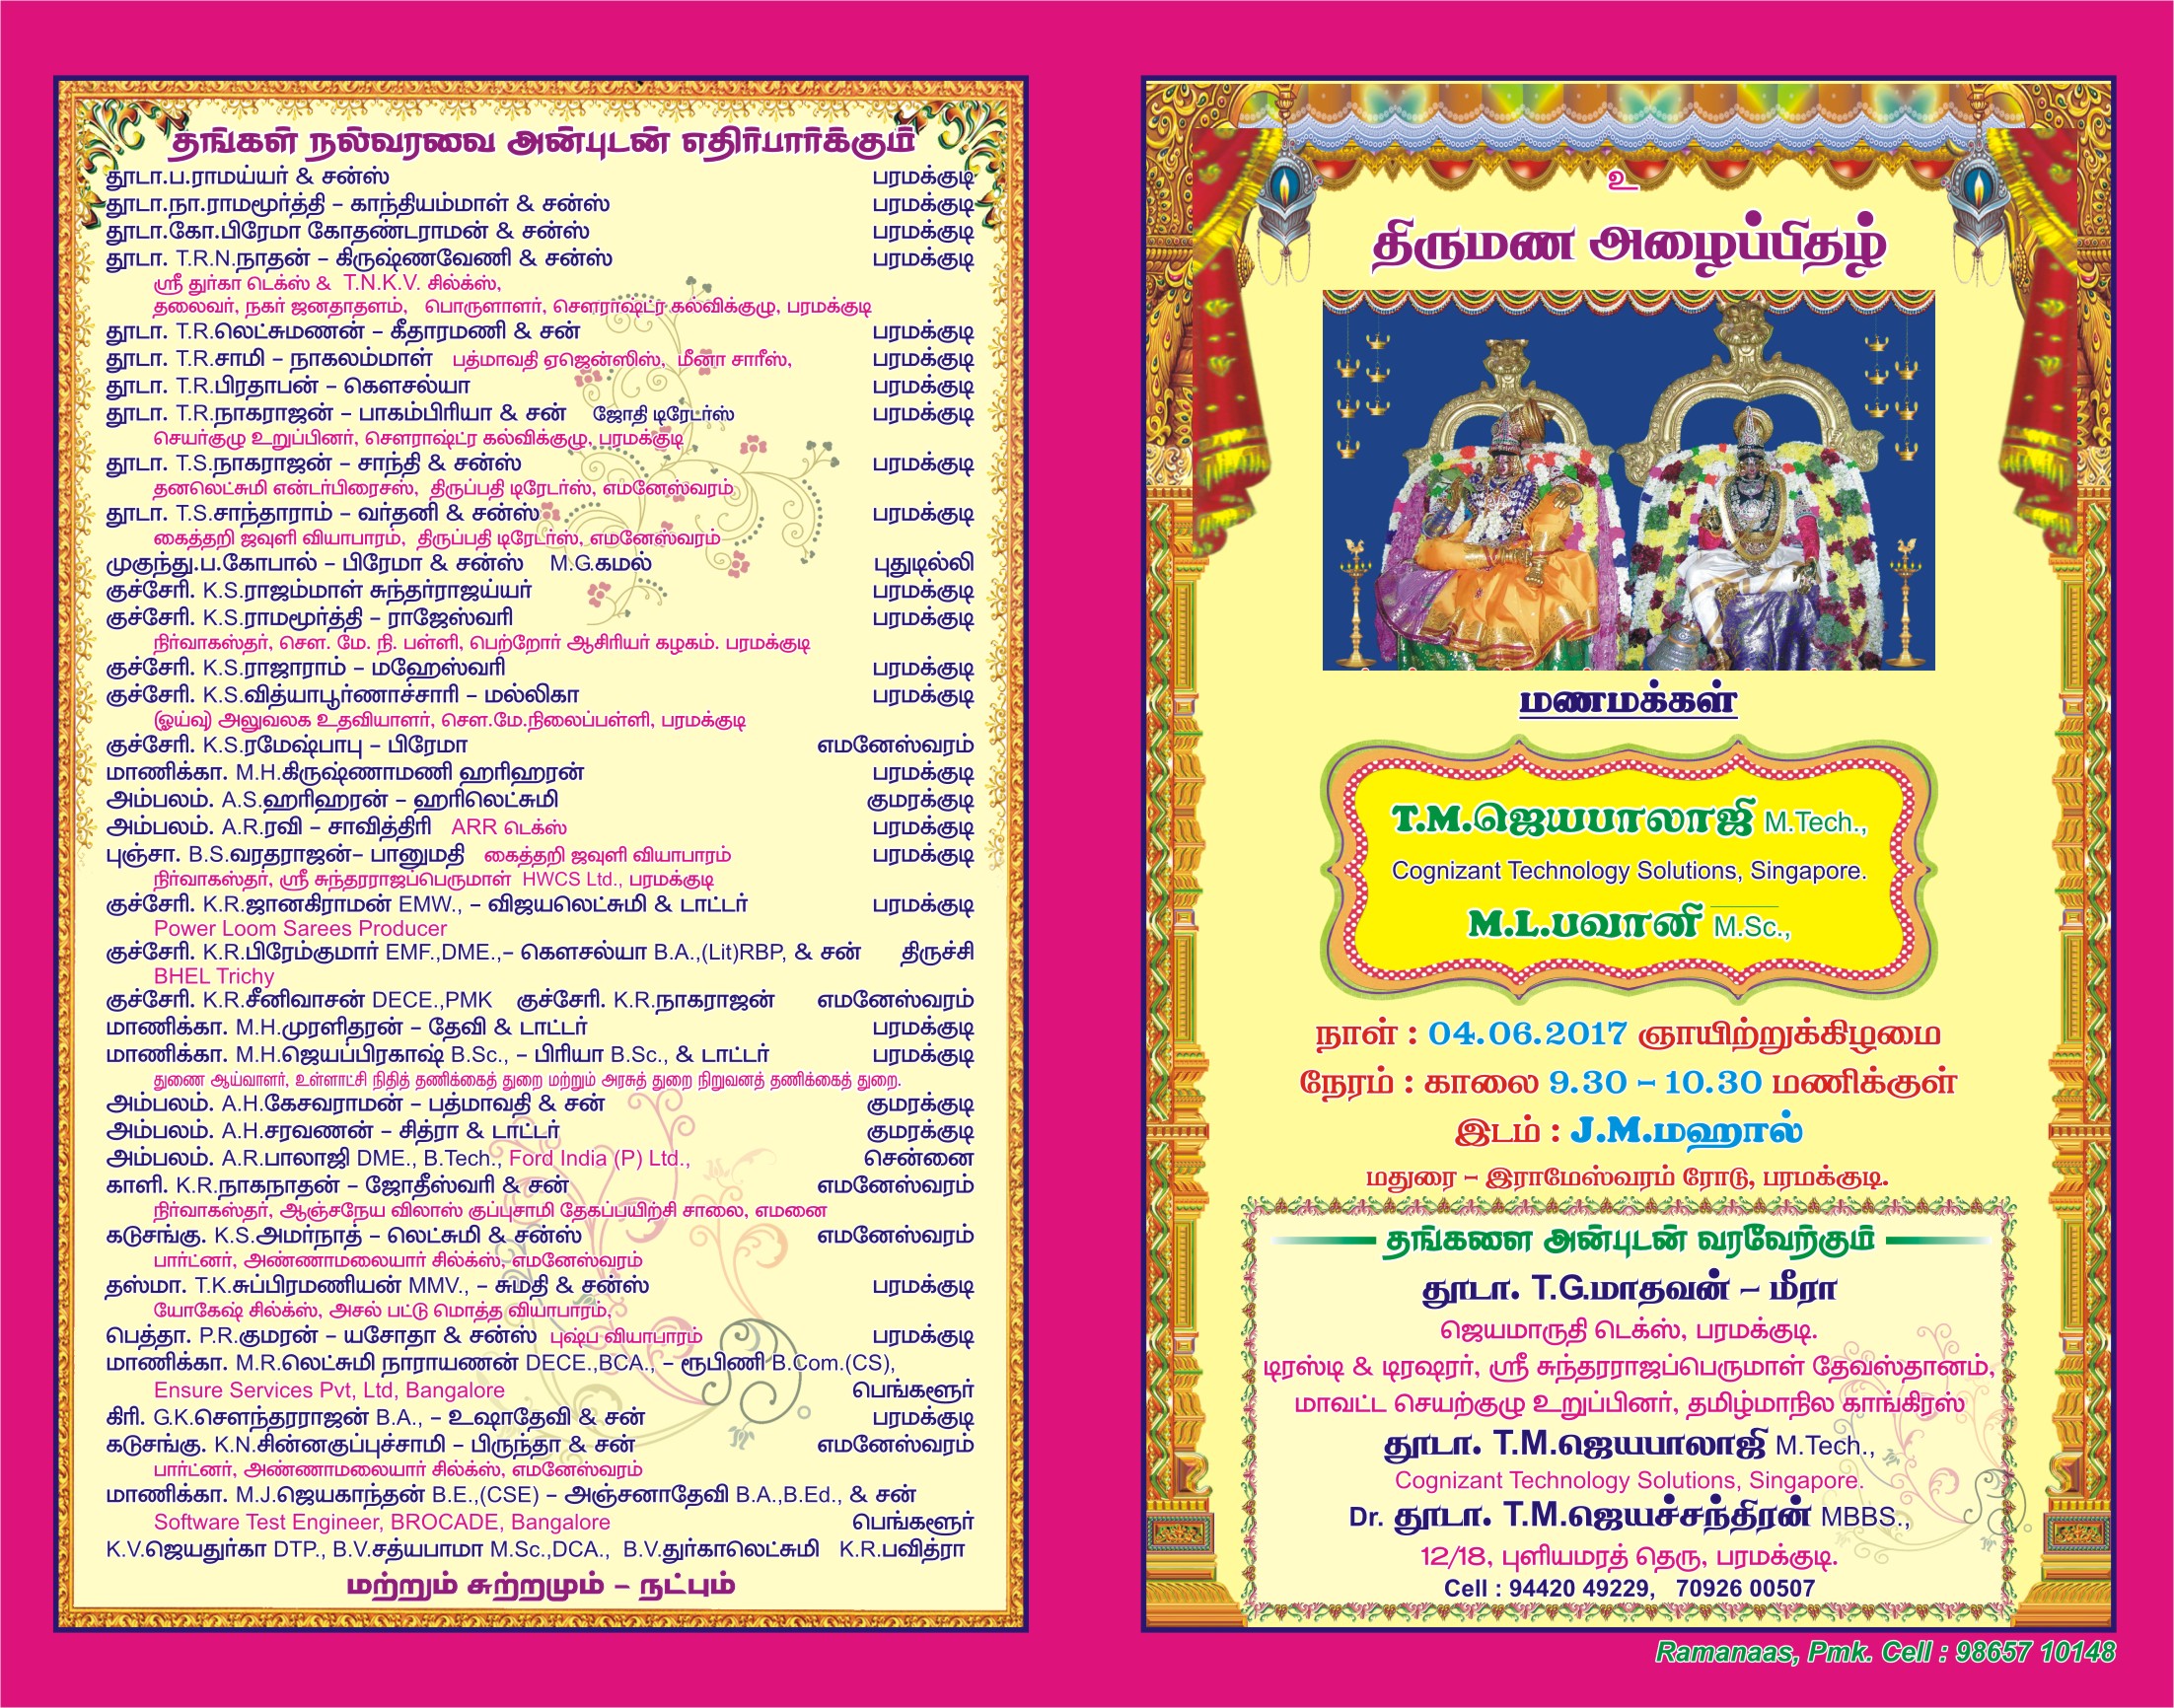 தங்கள் நல்வரவை அன்புடன் எதிர்பார்க்கும்
தூடா.ப.ராமய்யர் & சன்ஸ் பரமக்குடி
தூடா.நா.ராமமூர்த்தி – காந்தியம்மாள் & சன்ஸ் பரமக்குடி
தூடா.கோ.பிரேமா கோதண்டராமன் & சன்ஸ் பரமக்குடி
தூடா. T.R.N.நாதன் – கிருஷ்ணவேணி & சன்ஸ் பரமக்குடி
ஸ்ரீ துர்கா டெக்ஸ் & T.N.K.V. சில்க்ஸ்,
தலைவர், நகர் ஜனதாதளம், பொருளாளர், சௌராஷ்ட்ர கல்விக்குழு, பரமக்குடி
தூடா. T.R.லெட்சுமணன் – கீதாரமணி & சன் பரமக்குடி
தூடா. T.R.சாமி – நாகலம்மாள் பத்மாவதி ஏஜென்ஸிஸ், மீனா சாரீஸ், பரமக்குடி
தூடா. T.R.பிரதாபன் – கௌசல்யா பரமக்குடி
தூடா. T.R.நாகராஜன் – பாகம்பிரியா & சன் ஜோதி டிரேடர்ஸ் பரமக்குடி
செயர்குழு உறுப்பினர், சௌராஷ்ட்ர கல்விக்குழு, பரமக்குடி
தூடா. T.S.நாகராஜன் – சாந்தி & சன்ஸ் பரமக்குடி
தனலெட்சுமி என்டர்பிரைசஸ், திருப்பதி டிரேடர்ஸ், எமனேஸ்வரம்
தூடா. T.S.சாந்தாராம் – வர்தனி & சன்ஸ் பரமக்குடி
கைத்தறி ஜவுளி வியாபாரம், திருப்பதி டிரேடர்ஸ், எமனேஸ்வரம்
முகுந்து.ப.கோபால் – பிரேமா & சன்ஸ் M.G.கமல் புதுடில்லி
குச்சேரி. K.S.ராஜம்மாள் சுந்தர்ராஜய்யர் பரமக்குடி
குச்சேரி. K.S.ராமமூர்த்தி – ராஜேஸ்வரி பரமக்குடி
நிர்வாகஸ்தர், சௌ. மே. நி. பள்ளி, பெற்றோர் ஆசிரியர் கழகம். பரமக்குடி
குச்சேரி. K.S.ராஜாராம் – மஹேஸ்வரி பரமக்குடி
குச்சேரி. K.S.வித்யாபூர்ணாச்சாரி – மல்லிகா பரமக்குடி
(ஓய்வு) அலுவலக உதவியாளர், சௌ.மே.நிலைப்பள்ளி, பரமக்குடி
குச்சேரி. K.S.ரமேஷ்பாபு – பிரேமா எமனேஸ்வரம்
மாணிக்கா. M.H.கிருஷ்ணாமணி ஹரிஹரன் பரமக்குடி
அம்பலம். A.S.ஹரிஹரன் – ஹரிலெட்சுமி குமரக்குடி
அம்பலம். A.R.ரவி – சாவித்திரி ARR டெக்ஸ் பரமக்குடி
புஞ்சா. B.S.வரதராஜன்– பானுமதி கைத்தறி ஜவுளி வியாபாரம் பரமக்குடி
நிர்வாகஸ்தர், ஸ்ரீ சுந்தரராஜப்பெருமாள் HWCS Ltd., பரமக்குடி
குச்சேரி. K.R.ஜானகிராமன் EMW., – விஜயலெட்சுமி & டாட்டர் பரமக்குடி
Power Loom Sarees Producer
குச்சேரி. K.R.பிரேம்குமார் EMF.,DME.,– கௌசல்யா B.A.,(Lit)RBP, & சன் திருச்சி
BHEL Trichy
குச்சேரி. K.R.சீனிவாசன் DECE.,PMK குச்சேரி. K.R.நாகராஜன் எமனேஸ்வரம்
மாணிக்கா. M.H.முரளிதரன் – தேவி & டாட்டர் பரமக்குடி
மாணிக்கா. M.H.ஜெயப்பிரகாஷ் B.Sc., – பிரியா B.Sc., & டாட்டர் பரமக்குடி
துணை ஆய்வாளர், உள்ளாட்சி நிதித் தணிக்கைத் துறை மற்றும் அரசுத் துறை நிறுவனத் தணிக்கைத் துறை.
அம்பலம். A.H.கேசவராமன் – பத்மாவதி & சன் குமரக்குடி
அம்பலம். A.H.சரவணன் – சித்ரா & டாட்டர் குமரக்குடி
அம்பலம். A.R.பாலாஜி DME., B.Tech., Ford India (P) Ltd., சென்னை
காளி. K.R.நாகநாதன் – ஜோதீஸ்வரி & சன் எமனேஸ்வரம்
நிர்வாகஸ்தர், ஆஞ்சநேய விலாஸ் குப்புசாமி தேகப்பயிற்சி சாலை, எமனை
கடுசங்கு. K.S.அமர்நாத் – லெட்சுமி & சன்ஸ் எமனேஸ்வரம்
பார்ட்னர், அண்ணாமலையார் சில்க்ஸ், எமனேஸ்வரம்
தஸ்மா. T.K.சுப்பிரமணியன் MMV., – சுமதி & சன்ஸ் பரமக்குடி
யோகேஷ் சில்க்ஸ், அசல் பட்டு மொத்த வியாபாரம்.
பெத்தா. P.R.குமரன் – யசோதா & சன்ஸ் புஷ்ப வியாபாரம் பரமக்குடி
மாணிக்கா. M.R.லெட்சுமி நாராயணன் DECE.,BCA., – ரூபிணி B.Com.(CS),
Ensure Services Pvt, Ltd, Bangalore பெங்களூர்
கிரி. G.K.சௌந்தரராஜன் B.A., – உஷாதேவி & சன் பரமக்குடி
கடுசங்கு. K.N.சின்னகுப்புச்சாமி – பிருந்தா & சன் எமனேஸ்வரம்
பார்ட்னர், அண்ணாமலையார் சில்க்ஸ், எமனேஸ்வரம்
மாணிக்கா. M.J.ஜெயகாந்தன் B.E.,(CSE) – அஞ்சனாதேவி B.A.,B.Ed., & சன்
Software Test Engineer, BROCADE, Bangalore பெங்களூர்
K.V.ஜெயதுர்கா DTP., B.V.சத்யபாமா M.Sc.,DCA., B.V.துர்காலெட்சுமி K.R.பவித்ரா
மற்றும் சுற்றமும் – நட்பும்
உ
திருமண அழைப்பிதழ்
மணமக்கள்
T.M.ஜெயபாலாஜி M.Tech.,
Cognizant Technology Solutions, Singapore.
M.L.பவானி M.Sc.,
நாள் : 04.06.2017 ஞாயிற்றுக்கிழமை
நேரம் : காலை 9.30 – 10.30 மணிக்குள்
இடம் : J.M.மஹால்
மதுரை – இராமேஸ்வரம் ரோடு, பரமக்குடி.
தங்களை அன்புடன் வரவேற்கும்
தூடா. T.G.மாதவன் – மீரா
ஜெயமாருதி டெக்ஸ், பரமக்குடி.
டிரஸ்டி & டிரஷரர், ஸ்ரீ சுந்தரராஜப்பெருமாள் தேவஸ்தானம்,
மாவட்ட செயற்குழு உறுப்பினர், தமிழ்மாநில காங்கிரஸ்
தூடா. T.M.ஜெயபாலாஜி M.Tech.,
Cognizant Technology Solutions, Singapore.
Dr. தூடா. T.M.ஜெயச்சந்திரன் MBBS.,
12/18, புளியமரத் தெரு, பரமக்குடி.
Cell : 94420 49229, 70926 00507
Ramanaas, Pmk. Cell : 98657 10148